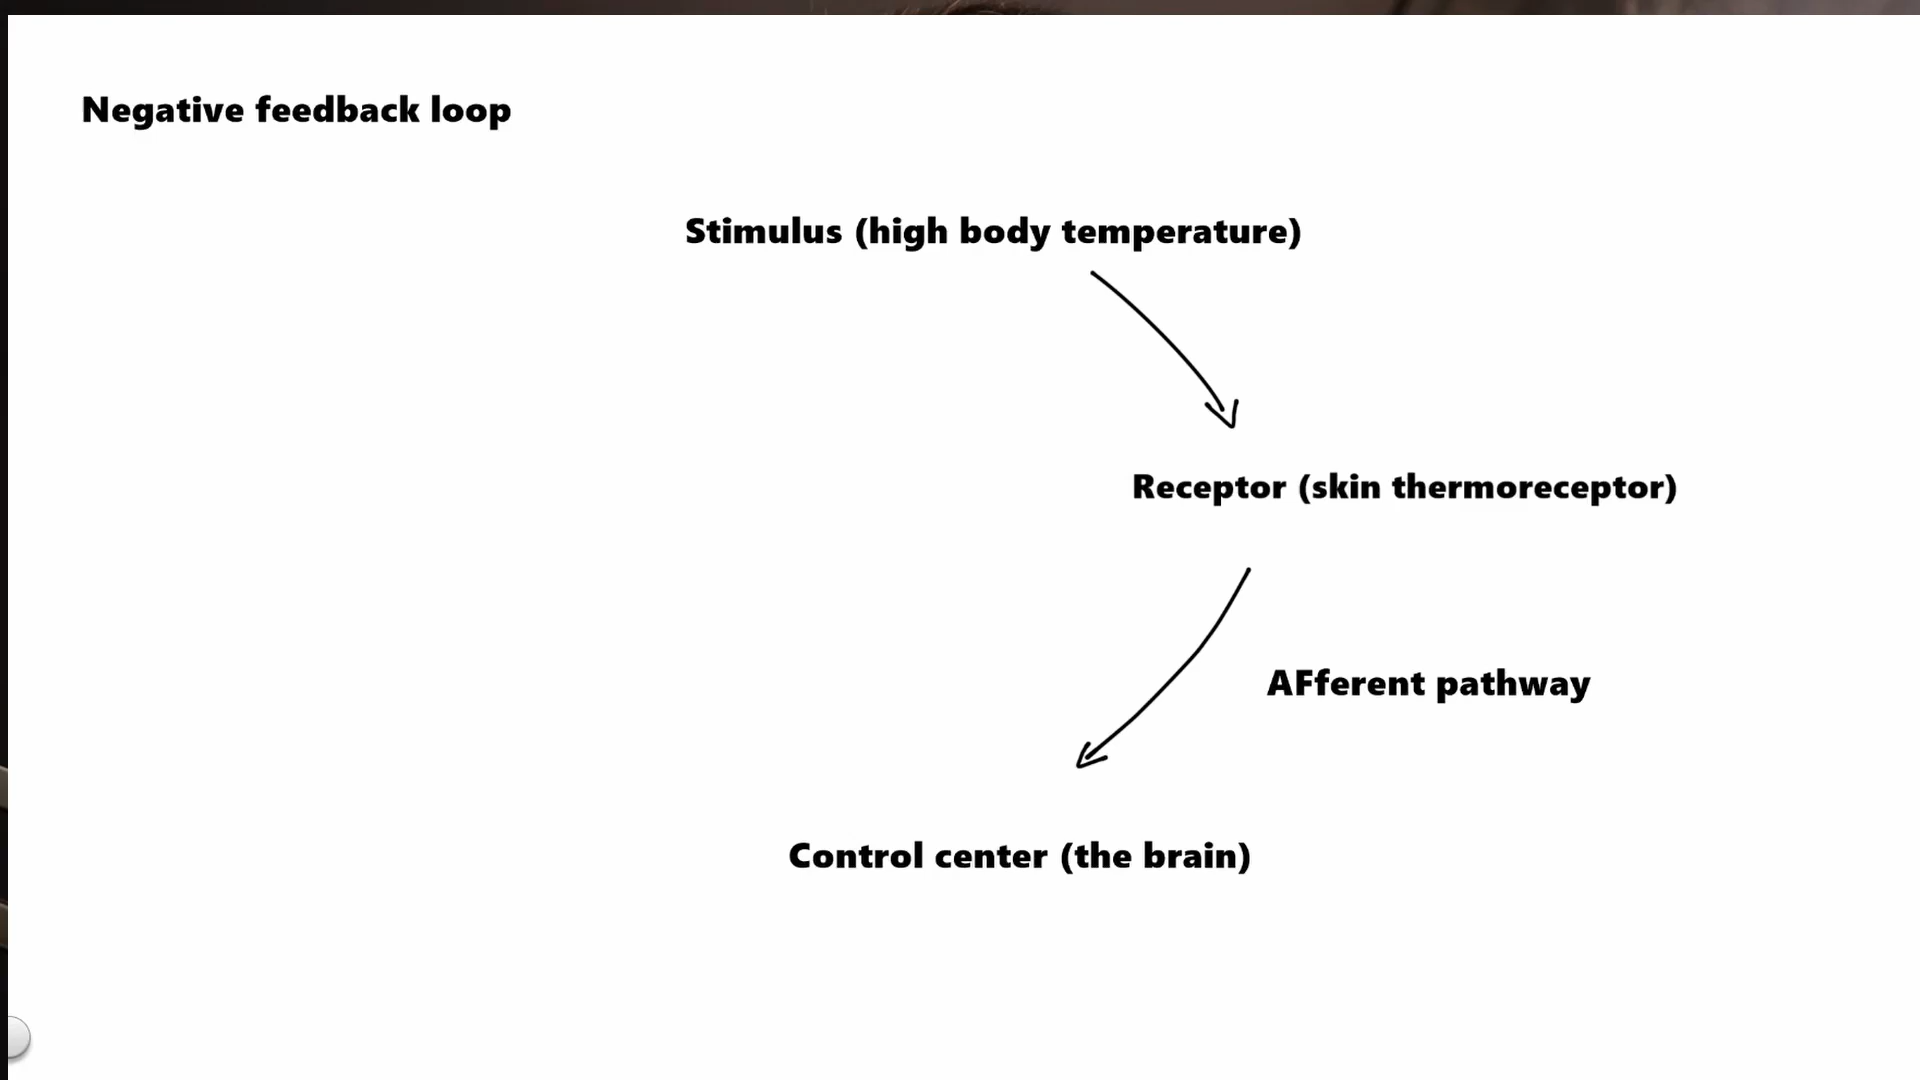 Negative feedback loop
Stimulus (high body temperature)
Receptor (skin thermoreceptor)
AFferent pathway
Control center (the brain)